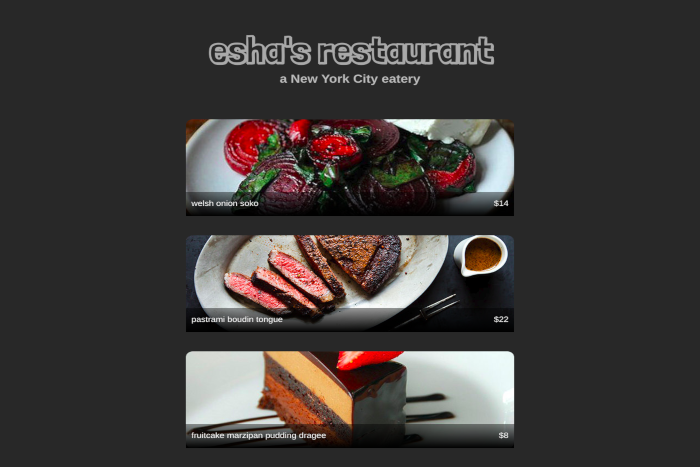 esha's restaurant
a New York City eatery
welsh onion soko $14
pastrami boudin tongue $22
fruitcake marzipan pudding dragee $8